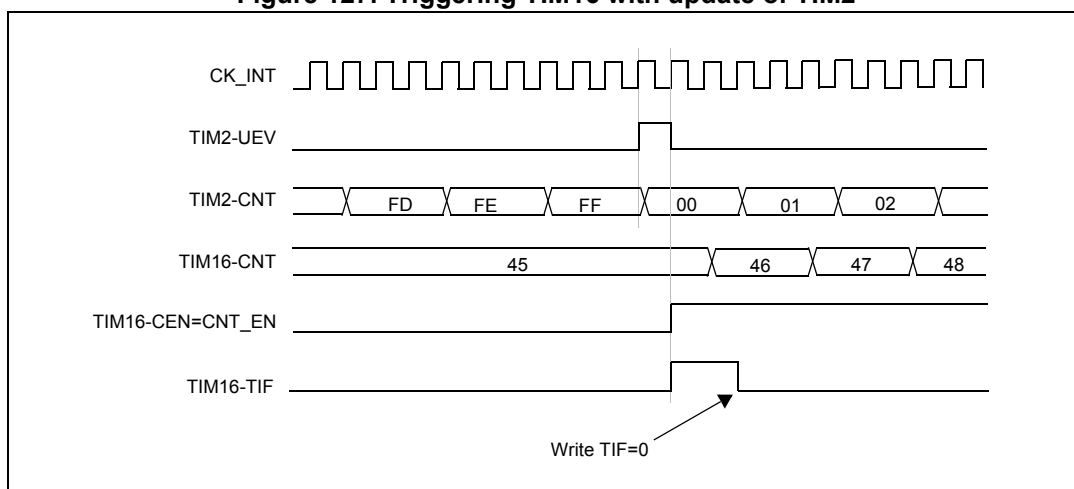 CK_INT
TIM2-UEV
TIM2-CNT FD FE FF 00 01 02
TIM16-CNT 45 46 47 48
TIM16-CEN=CNT_EN
TIM16-TIF
Write TIF=0